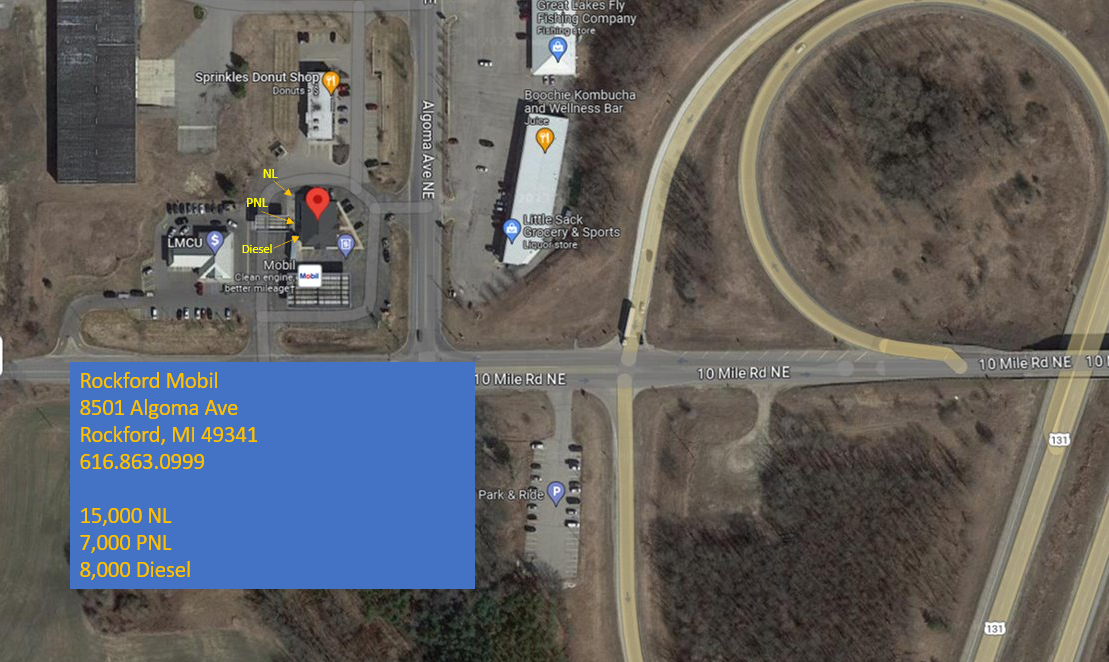 NE
Great Lakes Fly
Fishing Company
Fishing store
Sprinkles Donut Shop
Donuts · $
Boochie Kombucha
and Wellness Bar
Juice
Algoma Ave NE
NL
PNL
Diesel
LMCU
Little Sack
Grocery & Sports
Liquor store
Mobil
Clean engine,
better mileage†
Mobil
10 Mile Rd NE
10 Mile Rd NE
10 Mile Rd NE
10
131
Park & Ride
P
131
Rockford Mobil
8501 Algoma Ave
Rockford, MI 49341
616.863.0999
15,000 NL
7,000 PNL
8,000 Diesel